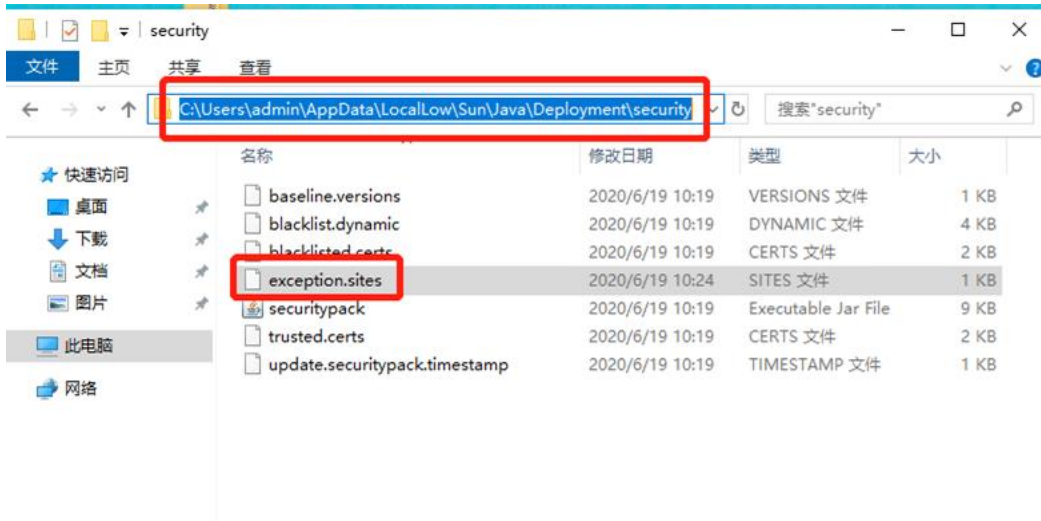 security
文件 主页 共享 查看
C:\Users\admin\AppData\LocalLow\Sun\Java\Deployment\security 搜索"security"
名称 修改日期 类型 大小
快速访问
桌面
下载
文档
图片
此电脑
网络
baseline.versions 2020/6/19 10:19 VERSIONS 文件 1 KB
blacklist.dynamic 2020/6/19 10:19 DYNAMIC 文件 4 KB
blacklisted.certs 2020/6/19 10:19 CERTS 文件 2 KB
exception.sites 2020/6/19 10:24 SITES 文件 1 KB
securitypack 2020/6/19 10:19 Executable Jar File 9 KB
trusted.certs 2020/6/19 10:19 CERTS 文件 2 KB
update.securitypack.timestamp 2020/6/19 10:19 TIMESTAMP 文件 1 KB